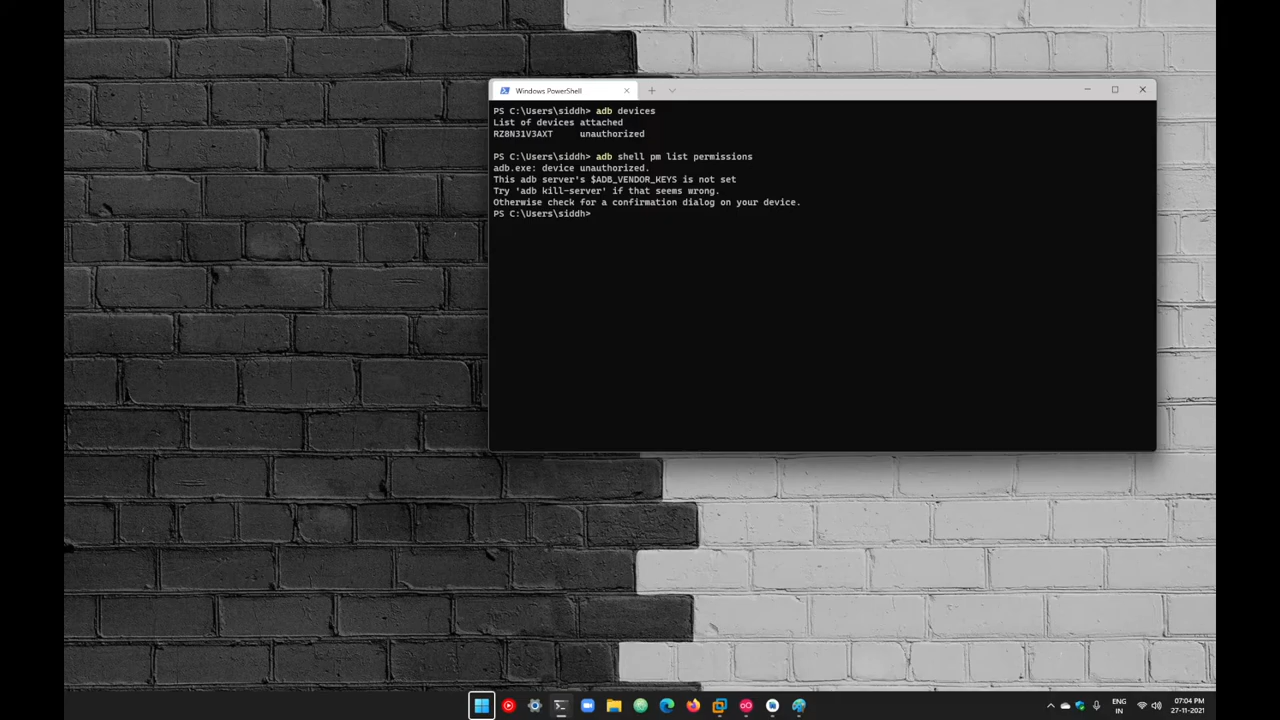 Windows PowerShell
PS C:\Users\siddh> adb devices
List of devices attached
RZ8N31V3AXT     unauthorized
PS C:\Users\siddh> adb shell pm list permissions
adb.exe: device unauthorized.
This adb server's $ADB_VENDOR_KEYS is not set
Try 'adb kill-server' if that seems wrong.
Otherwise check for a confirmation dialog on your device.
PS C:\Users\siddh>
ENG
IN
07:04 PM
27-11-2021